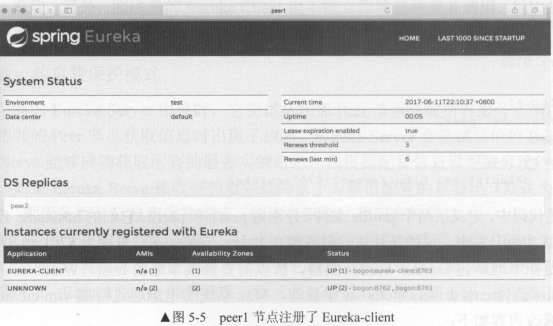 peer1
spring Eureka
HOME LAST 1000 SINCE STARTUP
System Status
Environment test
Data center default
Current time 2017-06-11T22:10:37 +0800
Uptime 00:05
Lease expiration enabled true
Renews threshold 3
Renews (last min) 6
DS Replicas
peer2
Instances currently registered with Eureka
Application AMIs Availability Zones Status
EUREKA-CLIENT n/a (1) (1) UP (1) - bogon:eureka-client:8763
UNKNOWN n/a (2) (2) UP (2) - bogon:8762 , bogon:8761
▲图 5-5 peer1 节点注册了 Eureka-client